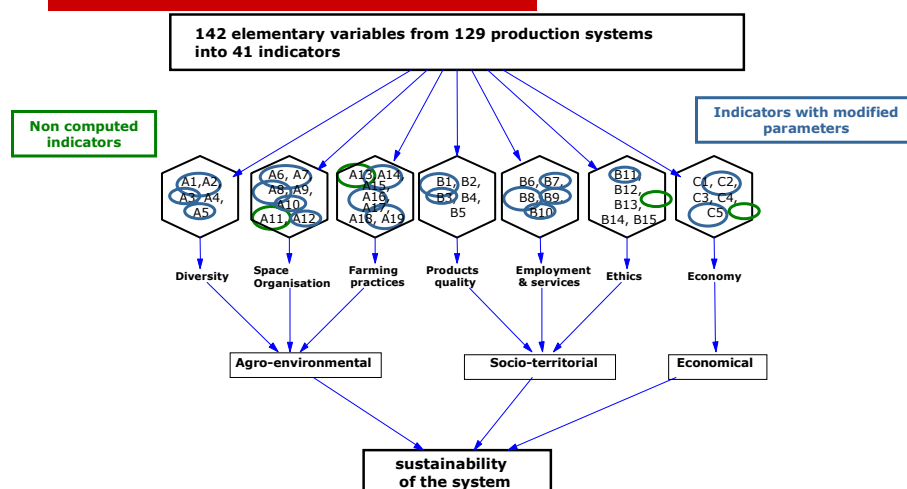 142 elementary variables from 129 production systems
into 41 indicators
Non computed
indicators
Indicators with modified
parameters
A1,A2,
A3, A4,
A5
A6, A7
A8, A9,
A10
A11, A12
A13, A14,
A15,
A16,
A17,
A18, A19
B1, B2,
B3, B4,
B5
B6, B7,
B8, B9,
B10
B11,
B12,
B13,
B14, B15
C1, C2,
C3, C4,
C5
Diversity
Space
Organisation
Farming
practices
Products
quality
Employment
& services
Ethics
Economy
Agro-environmental
Socio-territorial
Economical
sustainability
of the system